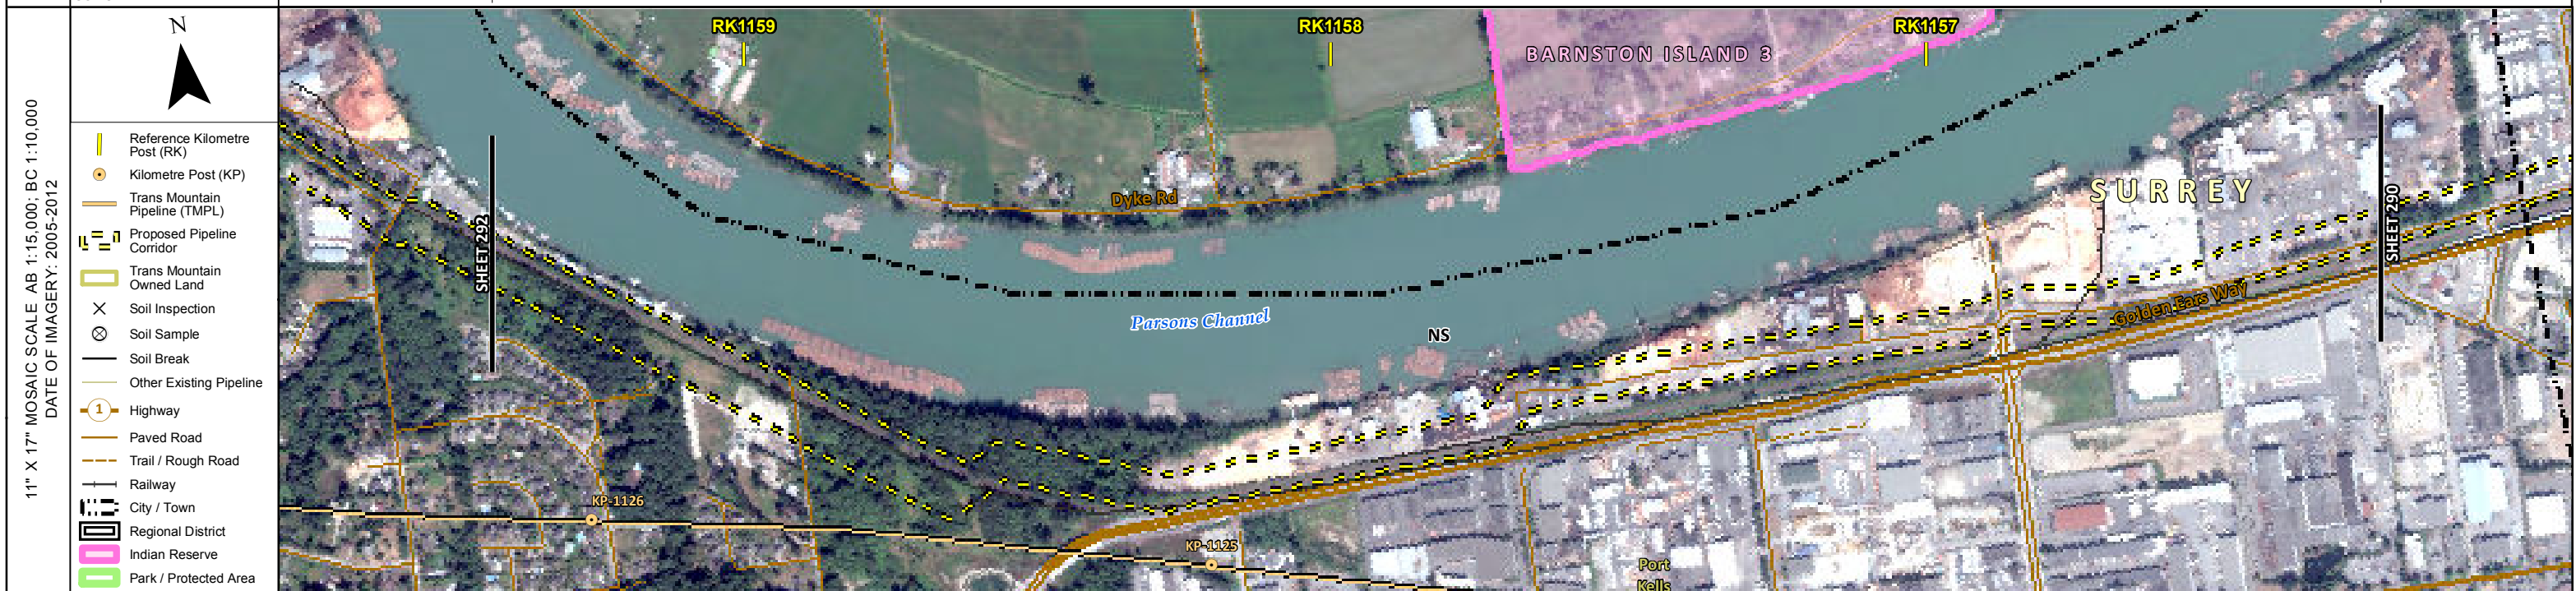 11" X 17" MOSAIC SCALE  AB 1:15,000; BC 1:10,000
DATE OF IMAGERY: 2005-2012
N
Reference Kilometre
Post (RK)
Kilometre Post (KP)
Trans Mountain
Pipeline (TMPL)
Proposed Pipeline
Corridor
Trans Mountain
Owned Land
Soil Inspection
Soil Sample
Soil Break
Other Existing Pipeline
1 Highway
Paved Road
Trail / Rough Road
Railway
City / Town
Regional District
Indian Reserve
Park / Protected Area
RK1159
RK1158
RK1157
BARNSTON ISLAND 3
SURREY
Dyke Rd
SHEET 292
SHEET 290
Golden Ears Way
Parsons Channel
NS
KP-1126
KP-1125
Port
Kells